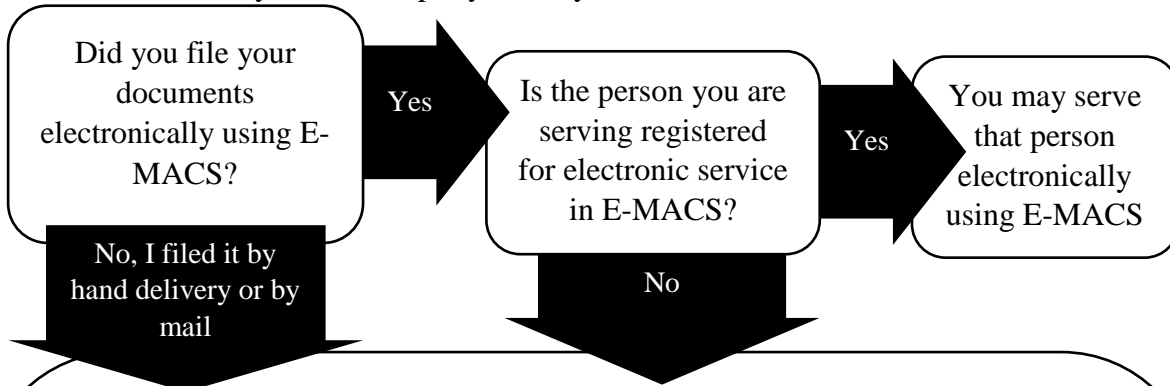 Did you file your
documents
electronically using E-
MACS?
Yes
Is the person you are
serving registered
for electronic service
in E-MACS?
Yes
You may serve
that person
electronically
using E-MACS
No, I filed it by
hand delivery or by
mail
No